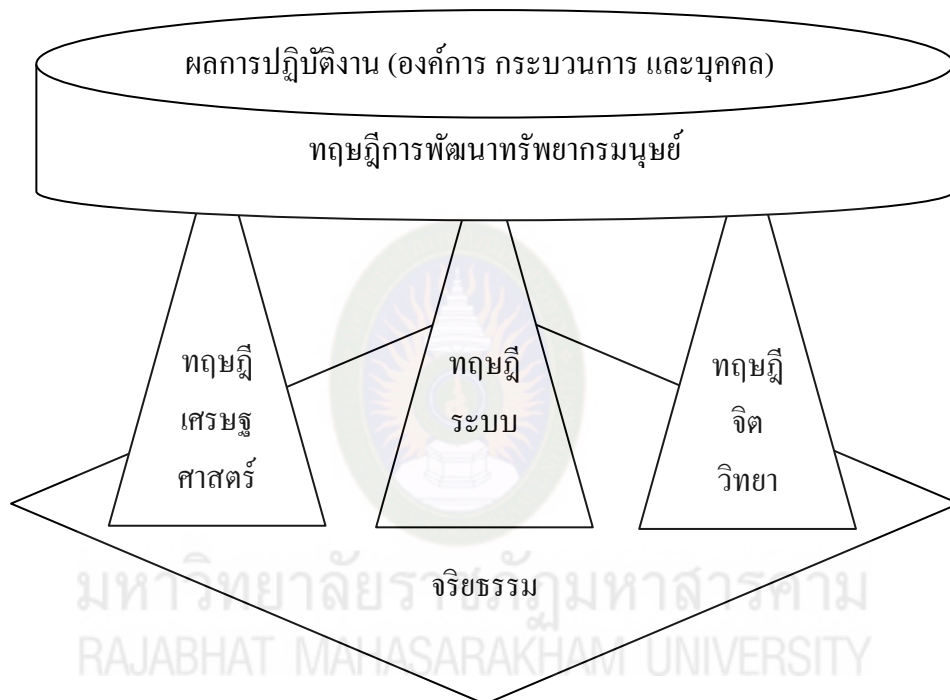 ผลการปฏิบัติงาน (องค์การ กระบวนการ และบุคคล)
ทฤษฎีการพัฒนาทรัพยากรมนุษย์
ทฤษฎี
เศรษฐ
ศาสตร์
ทฤษฎี
ระบบ
ทฤษฎี
จิต
วิทยา
จริยธรรม
มหาวิทยาลัยราชภัฏมหาสารคาม
RAJABHAT MAHASARAKHAM UNIVERSITY